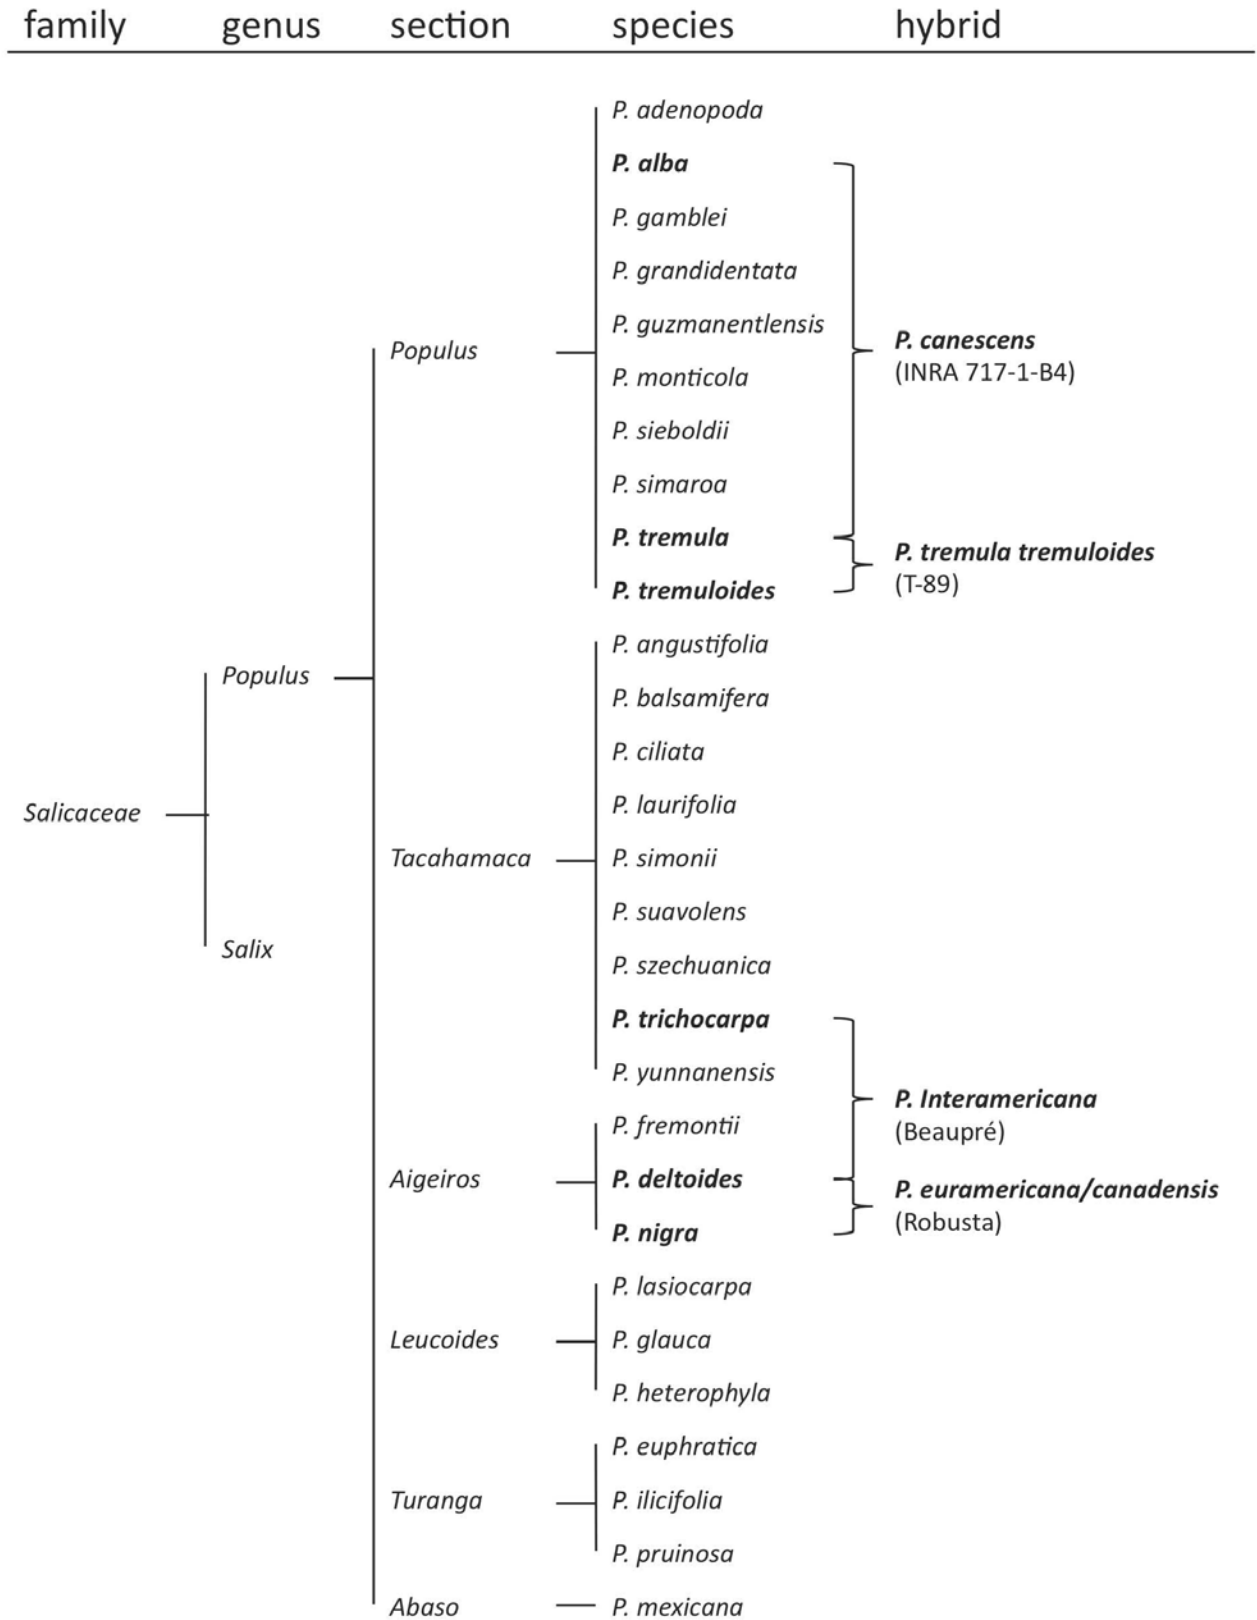 family genus section species hybrid
P. adenopoda
P. alba
P. gamblei
P. grandidentata
P. guzmanentlensis
P. canescens
Populus
(INRA 717-1-B4)
P. monticola
P. sieboldii
P. simaroa
P. tremula
P. tremula tremuloides
(T-89)
P. tremuloides
P. angustifolia
Populus
P. balsamifera
P. ciliata
P. laurifolia
Salicaceae
Tacahamaca
P. simonii
P. suavolens
Salix
P. szechuanica
P. trichocarpa
P. yunnanensis
P. Interamericana
(Beaupré)
P. fremontii
Aigeiros
P. deltoides
P. euramericana/canadensis
(Robusta)
P. nigra
P. lasiocarpa
Leucoides
P. glauca
P. heterophyla
P. euphratica
Turanga
P. ilicifolia
P. pruinosa
Abaso
P. mexicana